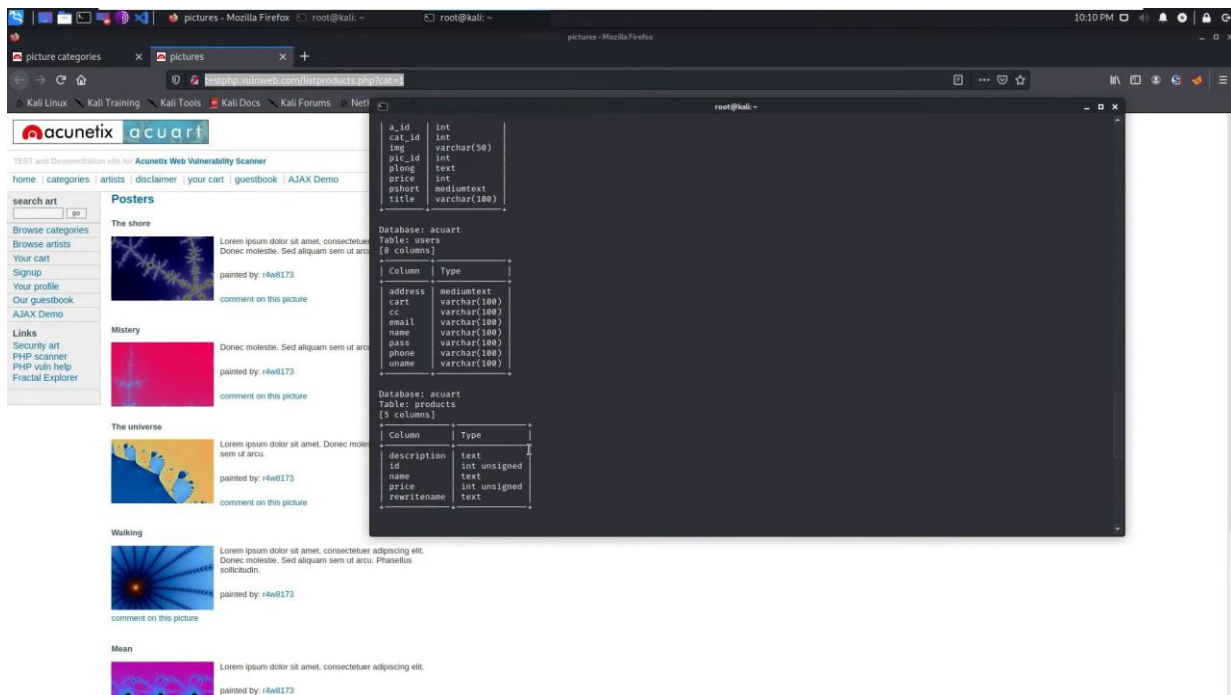 pictures - Mozilla Firefox
root@kali: ~
root@kali: ~
10:10 PM
pictures - Mozilla Firefox
picture categories
pictures
testphp.vulnweb.com/listproducts.php?cat=1
Kali Linux Kali Training Kali Tools Kali Docs Kali Forums Net
acunetix acuart
TEST and Demonstration site for Acunetix Web Vulnerability Scanner
home categories artists disclaimer your cart guestbook AJAX Demo
search art
go
Browse categories
Browse artists
Your cart
Signup
Your profile
Our guestbook
AJAX Demo
Links
Security art
PHP scanner
PHP vuln help
Fractal Explorer
Posters
The shore
Lorem ipsum dolor sit amet, consectetuer
Donec molestie. Sed aliquam sem ut arcu
painted by: r4w8173
comment on this picture
Mistery
Donec molestie. Sed aliquam sem ut arcu
painted by: r4w8173
comment on this picture
The universe
Lorem ipsum dolor sit amet. Donec moles
sem ut arcu.
painted by: r4w8173
comment on this picture
Walking
Lorem ipsum dolor sit amet, consectetuer adipiscing elit.
Donec molestie. Sed aliquam sem ut arcu. Phasellus
sollicitudin.
painted by: r4w8173
comment on this picture
Mean
Lorem ipsum dolor sit amet, consectetuer adipiscing elit.
painted by: r4w8173
root@kali: ~
| a_id | int |
| cat_id | int |
| img | varchar(50) |
| pic_id | int |
| plong | text |
| price | int |
| pshort | mediumtext |
| title | varchar(100) |
Database: acuart
Table: users
[8 columns]
| Column | Type |
| address | mediumtext |
| cart | varchar(100) |
| cc | varchar(100) |
| email | varchar(100) |
| name | varchar(100) |
| pass | varchar(100) |
| phone | varchar(100) |
| uname | varchar(100) |
Database: acuart
Table: products
[5 columns]
| Column | Type |
| description | text |
| id | int unsigned |
| name | text |
| price | int unsigned |
| rewritename | text |